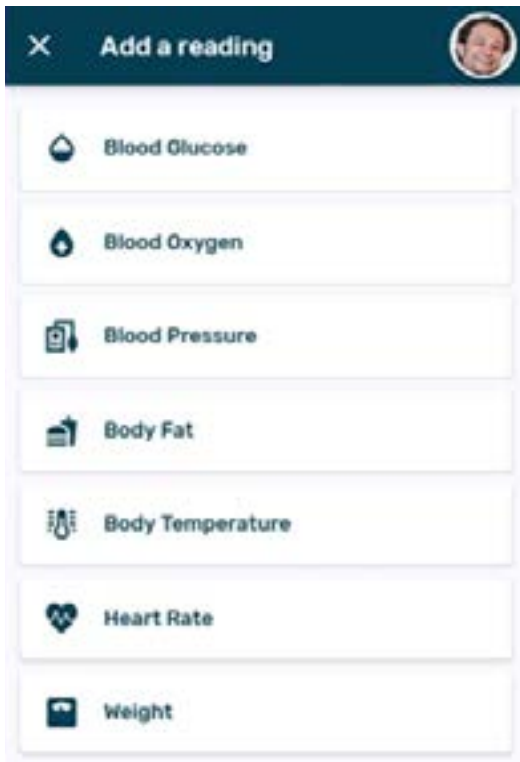 Add a reading
Blood Glucose
Blood Oxygen
Blood Pressure
Body Fat
Body Temperature
Heart Rate
Weight